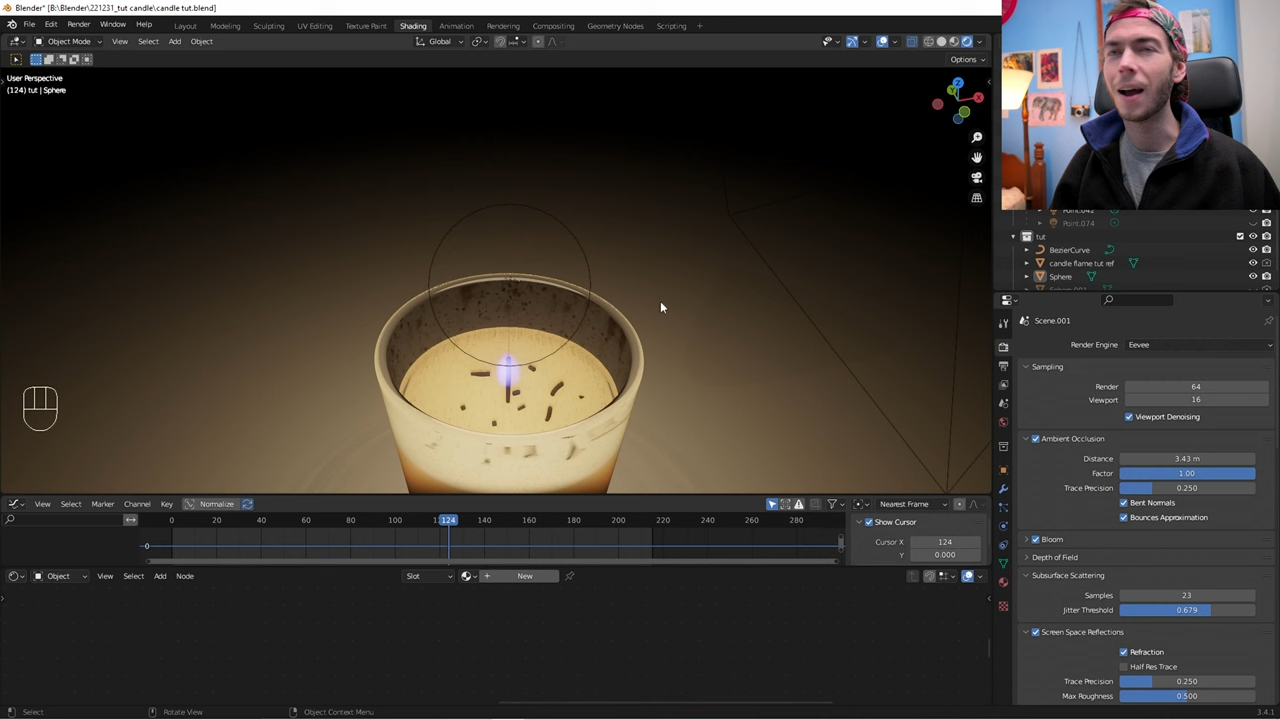 Blender* [B:\Blender\221231_tut candle\candle tut.blend]
File Edit Render Window Help Layout Modeling Sculpting UV Editing Texture Paint Shading Animation Rendering Compositing Geometry Nodes Scripting +
Object Mode View Select Add Object Global
Options
User Perspective
(124) tut | Sphere
Z
Y
X
Point.042
Point.074
tut
BezierCurve
candle flame tut ref
Sphere
Scene.001
Render Engine Eevee
Sampling
Render 64
Viewport 16
Viewport Denoising
Ambient Occlusion
Distance 3.43 m
Factor 1.00
Trace Precision 0.250
Bent Normals
Bounces Approximation
Bloom
Depth of Field
Subsurface Scattering
Samples 23
Jitter Threshold 0.679
Screen Space Reflections
Refraction
Half Res Trace
Trace Precision 0.250
Max Roughness 0.500
View Select Marker Channel Key Normalize Nearest Frame
0 20 40 60 80 100 124 140 160 180 200 220 240 260 280
0
Show Cursor
Cursor X 124
Y 0.000
Object View Select Add Node Slot + New
Select Rotate View Object Context Menu 3.4.1